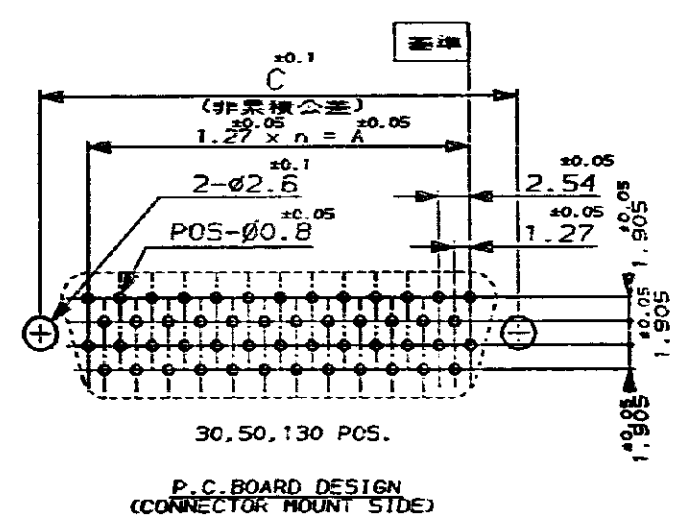 基準
±0.1
C
(非累積公差)
±0.05 ±0.05
1.27 × n = A
±0.1
2-ø2.6
±0.05
POS-Ø0.8
±0.05
2.54
±0.05
1.27
±0.05
1.905
±0.05
1.905
±0.05
1.905
30,50,130 POS.
P.C.BOARD DESIGN
(CONNECTOR MOUNT SIDE)